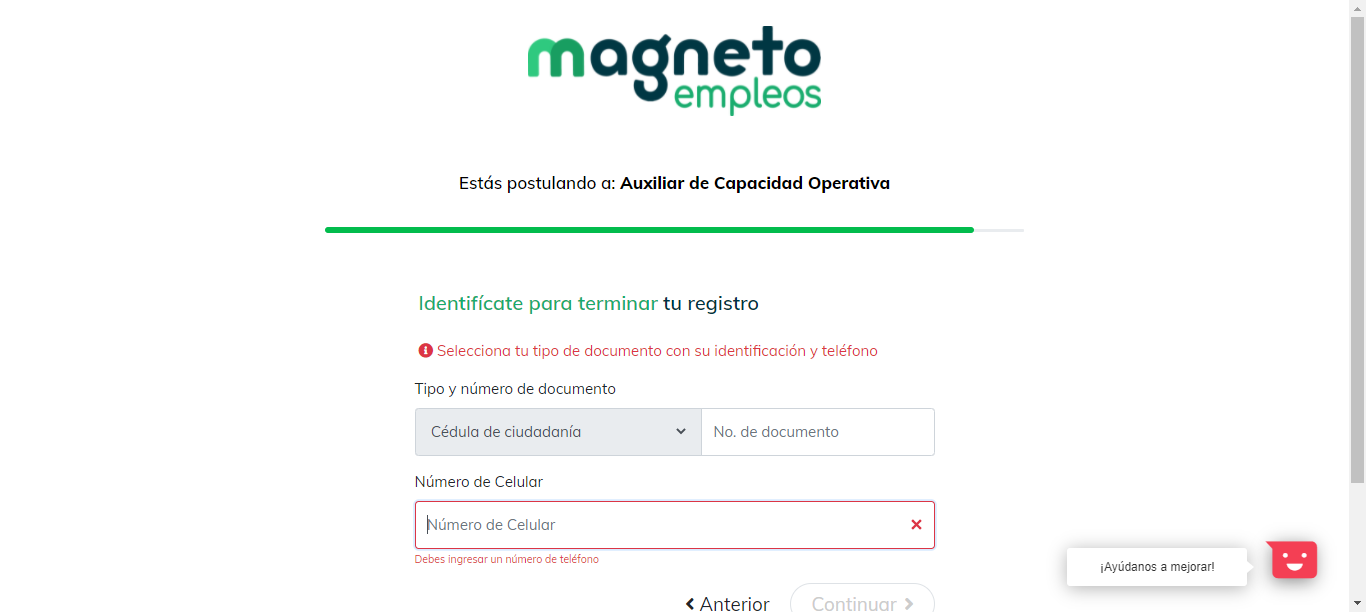 magneto
empleos
Estás postulando a: Auxiliar de Capacidad Operativa
Identifícate para terminar tu registro
Selecciona tu tipo de documento con su identificación y teléfono
Tipo y número de documento
Cédula de ciudadanía No. de documento
Número de Celular
Número de Celular
Debes ingresar un número de teléfono
¡Ayúdanos a mejorar!
Anterior Continuar